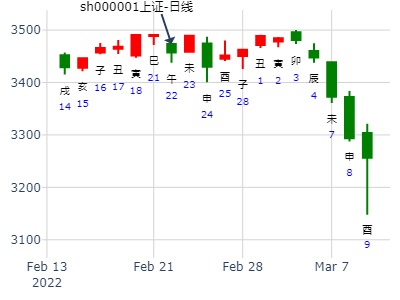 sh000001上证-日线
3500
3400
3300
3200
3100
戌
14
亥
15
子
16
丑
17
寅
18
巳
21
午
22
未
23
申
24
酉
25
子
28
丑
1
寅
2
卯
3
辰
4
未
7
申
8
酉
9
Feb 13
2022
Feb 21
Feb 28
Mar 7